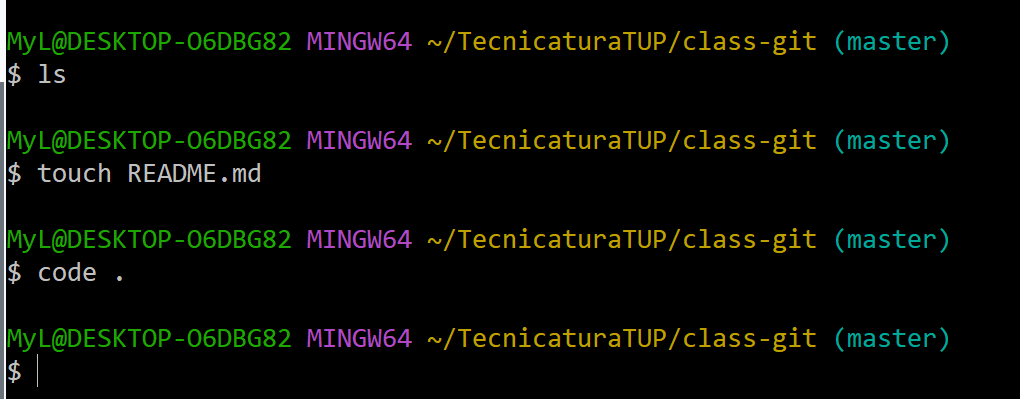 MyL@DESKTOP-O6DBG82 MINGW64 ~/TecnicaturaTUP/class-git (master)
$ ls
MyL@DESKTOP-O6DBG82 MINGW64 ~/TecnicaturaTUP/class-git (master)
$ touch README.md
MyL@DESKTOP-O6DBG82 MINGW64 ~/TecnicaturaTUP/class-git (master)
$ code .
MyL@DESKTOP-O6DBG82 MINGW64 ~/TecnicaturaTUP/class-git (master)
$